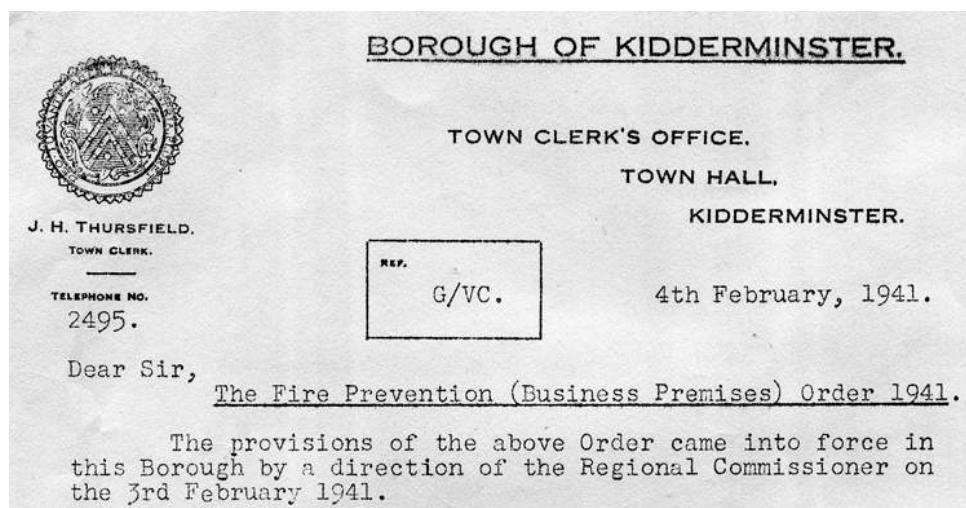 BOROUGH OF KIDDERMINSTER.
TOWN CLERK'S OFFICE.
TOWN HALL,
KIDDERMINSTER.
J. H. THURSFIELD.
TOWN CLERK.
TELEPHONE NO.
2495.
REF.
G/VC.
4th February, 1941.
Dear Sir,
The Fire Prevention (Business Premises) Order 1941.
The provisions of the above Order came into force in
this Borough by a direction of the Regional Commissioner on
the 3rd February 1941.